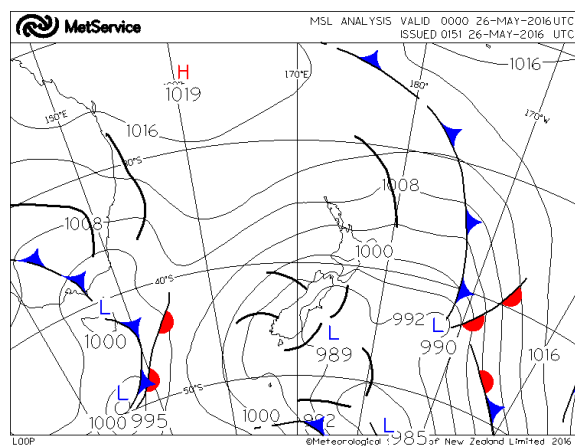 MetService
MSL ANALYSIS VALID 0000 26-MAY-2016 UTC
ISSUED 0151 26-MAY-2016 UTC
H
1019
170°E
180°
1016
150°E
1016
170°W
30°S
1008
1008
1000
40°S
L
1000
L
989
992
L
990
1016
50°S
L
1000
995
1000
992
L
985
LOOP
©Meteorological of New Zealand Limited 2016